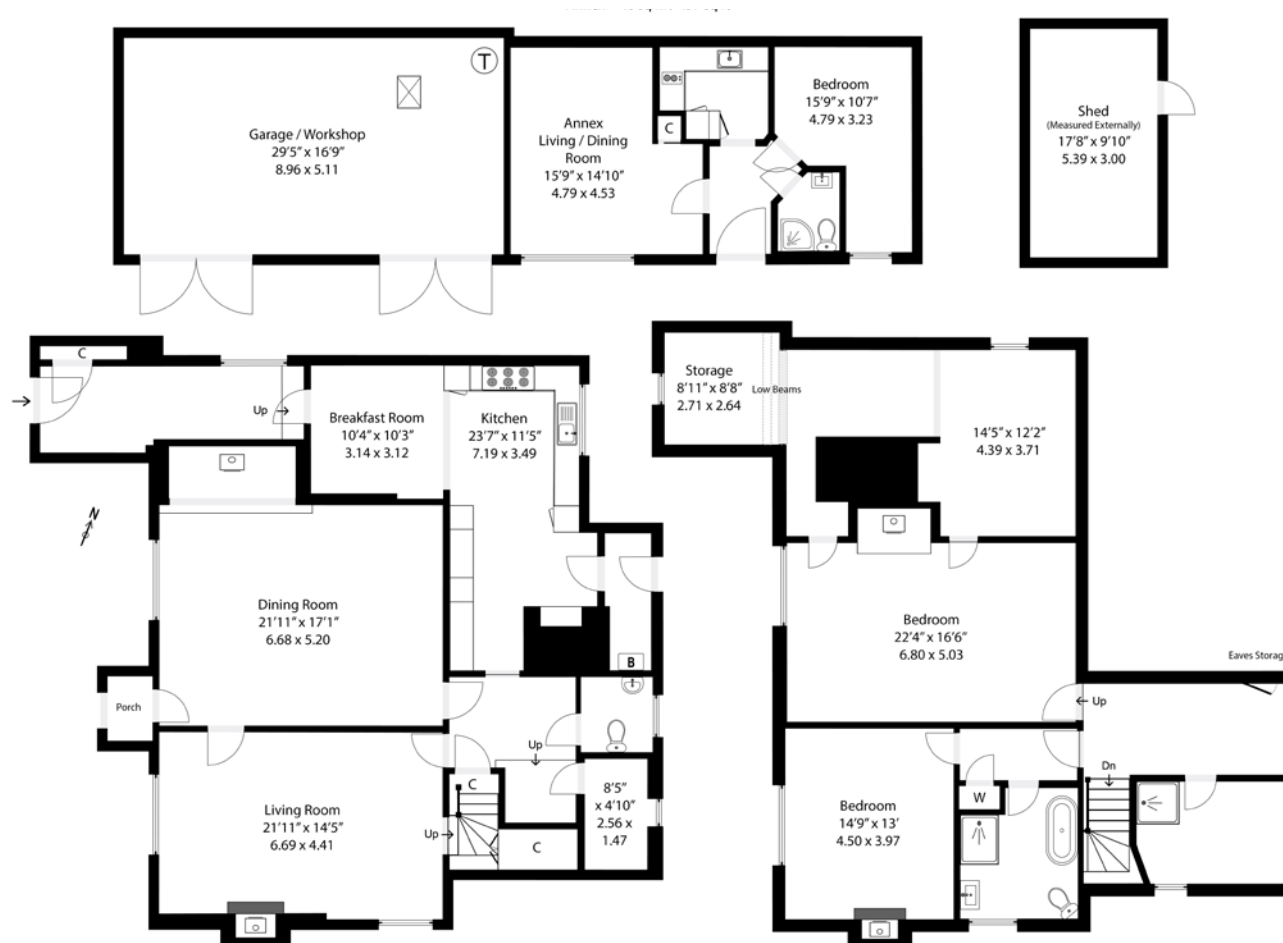 T
Garage / Workshop
29'5" x 16'9"
8.96 x 5.11
Annex
Living / Dining
Room
15'9" x 14'10"
4.79 x 4.53
C
Bedroom
15'9" x 10'7"
4.79 x 3.23
Shed
(Measured Externally)
17'8" x 9'10"
5.39 x 3.00
C
Up
Breakfast Room
10'4" x 10'3"
3.14 x 3.12
Kitchen
23'7" x 11'5"
7.19 x 3.49
N
Dining Room
21'11" x 17'1"
6.68 x 5.20
B
Porch
Up
Living Room
21'11" x 14'5"
6.69 x 4.41
Up
C
C
8'5"
x 4'10"
2.56 x
1.47
Storage
8'11" x 8'8"
2.71 x 2.64
Low Beams
14'5" x 12'2"
4.39 x 3.71
Bedroom
22'4" x 16'6"
6.80 x 5.03
Eaves Storag
Up
Dn
W
Bedroom
14'9" x 13'
4.50 x 3.97